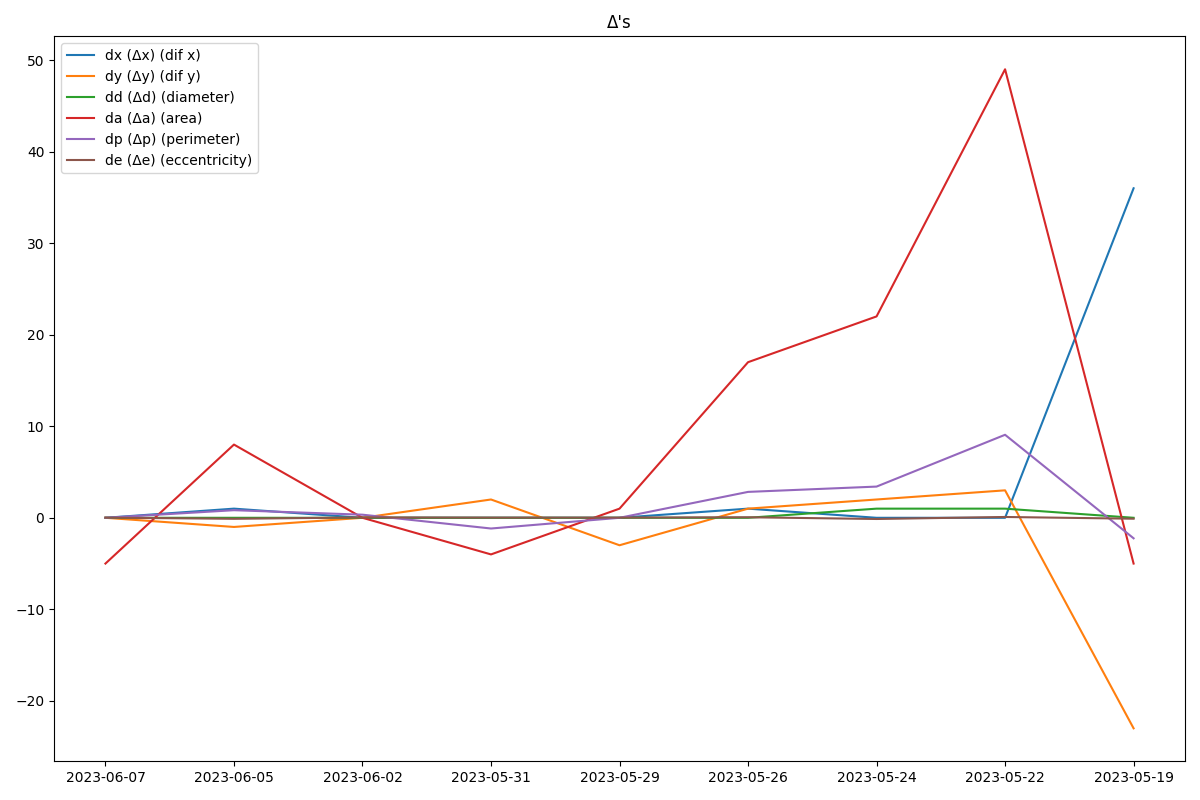 Δ's
dx (Δx) (dif x)
dy (Δy) (dif y)
dd (Δd) (diameter)
da (Δa) (area)
dp (Δp) (perimeter)
de (Δe) (eccentricity)
50
40
30
20
10
0
−10
−20
2023-06-07 2023-06-05 2023-06-02 2023-05-31 2023-05-29 2023-05-26 2023-05-24 2023-05-22 2023-05-19